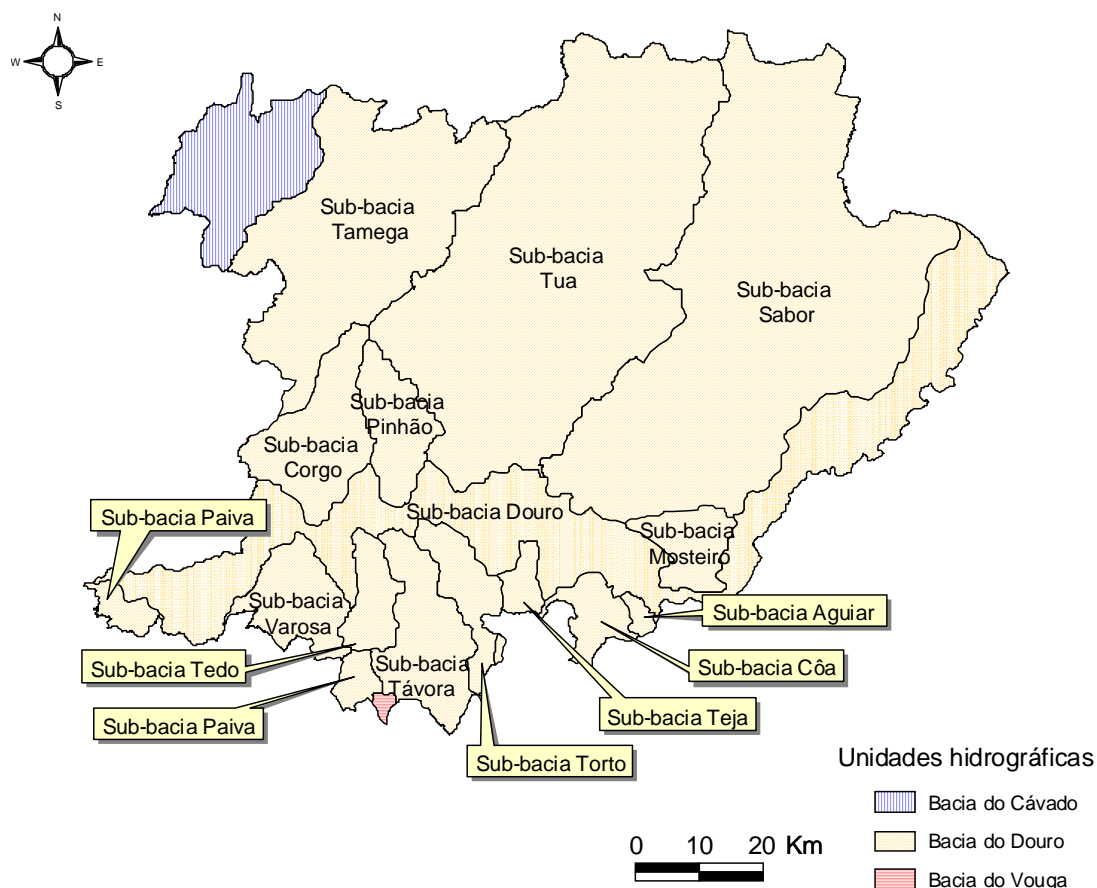 N
W
E
S
Sub-bacia
Tamega
Sub-bacia
Tua
Sub-bacia
Sabor
Sub-bacia
Pinhão
Sub-bacia
Corgo
Sub-bacia Paiva
Sub-bacia Douro
Sub-bacia
Mosteiro
Sub-bacia
Varosa
Sub-bacia Aguiar
Sub-bacia Tedo
Sub-bacia
Távora
Sub-bacia Côa
Sub-bacia Paiva
Sub-bacia Teja
Sub-bacia Torto
Unidades hidrográficas
Bacia do Cávado
Bacia do Douro
Bacia do Vouga
0 10 20 Km